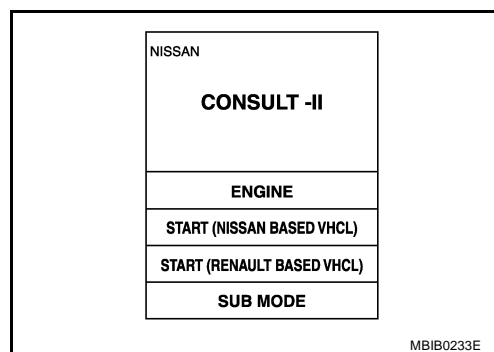 NISSAN
CONSULT -II
ENGINE
START (NISSAN BASED VHCL)
START (RENAULT BASED VHCL)
SUB MODE
MBIB0233E